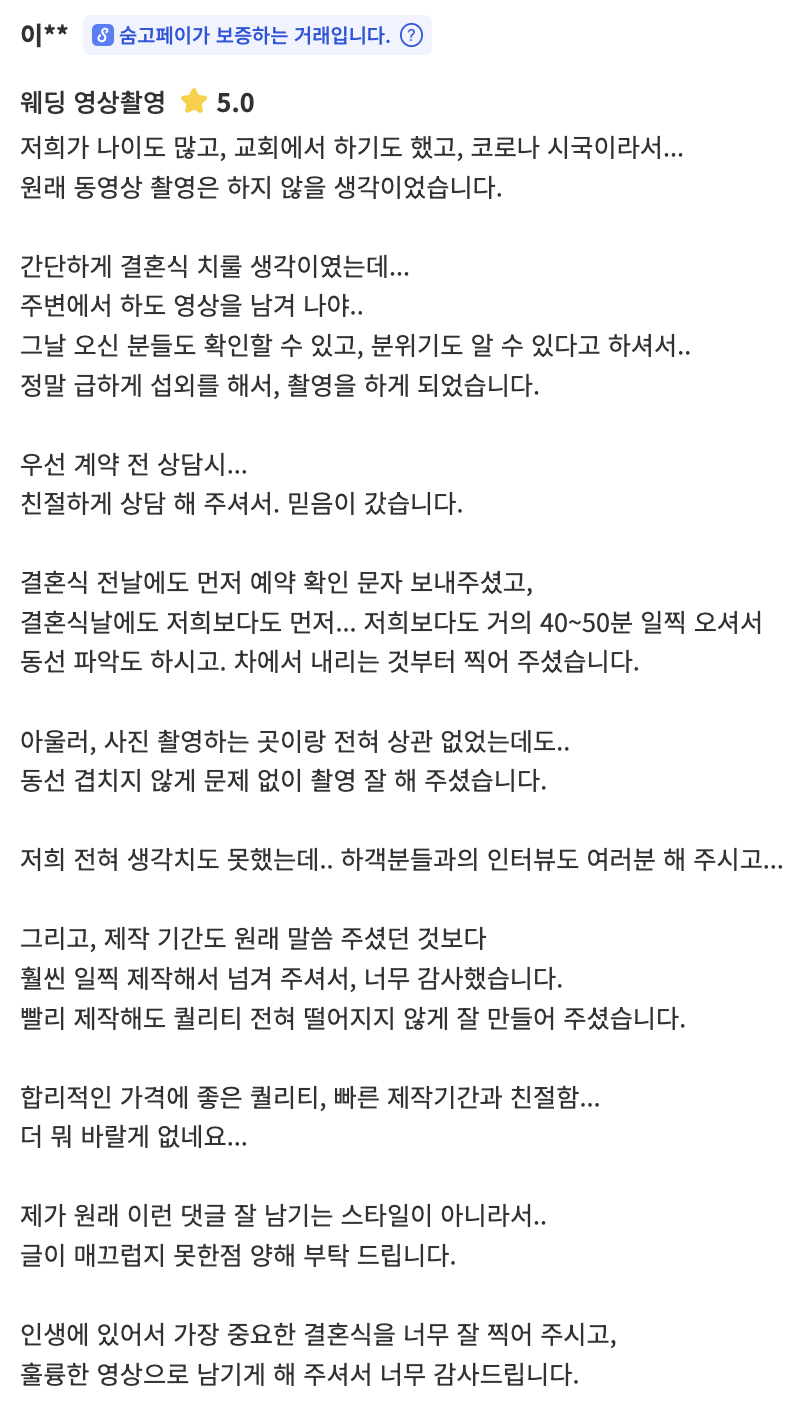 이** 숨고페이가 보증하는 거래입니다. ?
웨딩 영상촬영 5.0
저희가 나이도 많고, 교회에서 하기도 했고, 코로나 시국이라서...
원래 동영상 촬영은 하지 않을 생각이었습니다.
간단하게 결혼식 치룰 생각이였는데...
주변에서 하도 영상을 남겨 나야..
그날 오신 분들도 확인할 수 있고, 분위기도 알 수 있다고 하셔서..
정말 급하게 섭외를 해서, 촬영을 하게 되었습니다.
우선 계약 전 상담시...
친절하게 상담 해 주셔서. 믿음이 갔습니다.
결혼식 전날에도 먼저 예약 확인 문자 보내주셨고,
결혼식날에도 저희보다도 먼저... 저희보다도 거의 40~50분 일찍 오셔서
동선 파악도 하시고. 차에서 내리는 것부터 찍어 주셨습니다.
아울러, 사진 촬영하는 곳이랑 전혀 상관 없었는데도..
동선 겹치지 않게 문제 없이 촬영 잘 해 주셨습니다.
저희 전혀 생각치도 못했는데.. 하객분들과의 인터뷰도 여러분 해 주시고...
그리고, 제작 기간도 원래 말씀 주셨던 것보다
훨씬 일찍 제작해서 넘겨 주셔서, 너무 감사했습니다.
빨리 제작해도 퀄리티 전혀 떨어지지 않게 잘 만들어 주셨습니다.
합리적인 가격에 좋은 퀄리티, 빠른 제작기간과 친절함...
더 뭐 바랄게 없네요...
제가 원래 이런 댓글 잘 남기는 스타일이 아니라서..
글이 매끄럽지 못한점 양해 부탁 드립니다.
인생에 있어서 가장 중요한 결혼식을 너무 잘 찍어 주시고,
훌륭한 영상으로 남기게 해 주셔서 너무 감사드립니다.